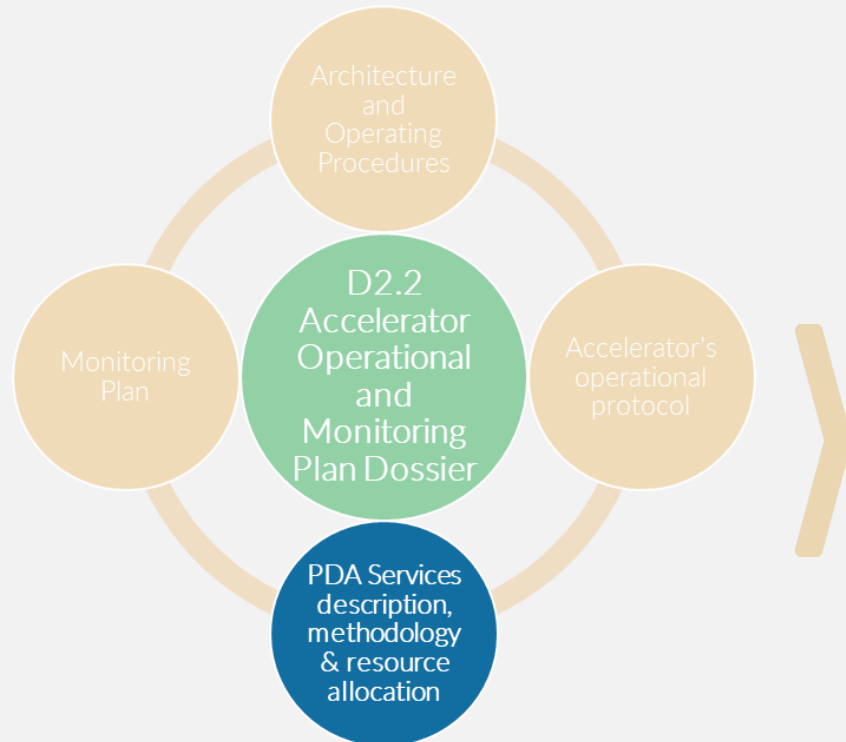 Architecture
and
Operating
Procedures
D2.2
Accelerator
Operational
and
Monitoring
Plan Dossier
Monitoring
Plan
Accelerator's
operational
protocol
PDA Services
description,
methodology
& resource
allocation